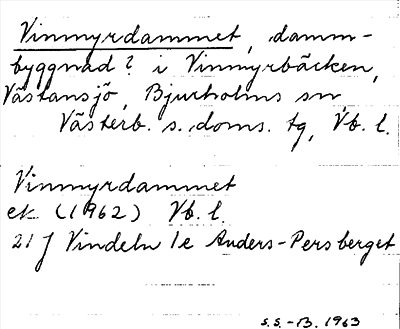 Vinmyrdammet, damm-
byggnad? i Vinmyrbäcken,
Västansjö, Bjurholms sn
Västerb. s. doms. tg, Vb. l.
Vinmyrdammet
ek. (1962) Vb. l.
21 J Vindeln 1e Anders-Persberget
S.S.-B. 1963